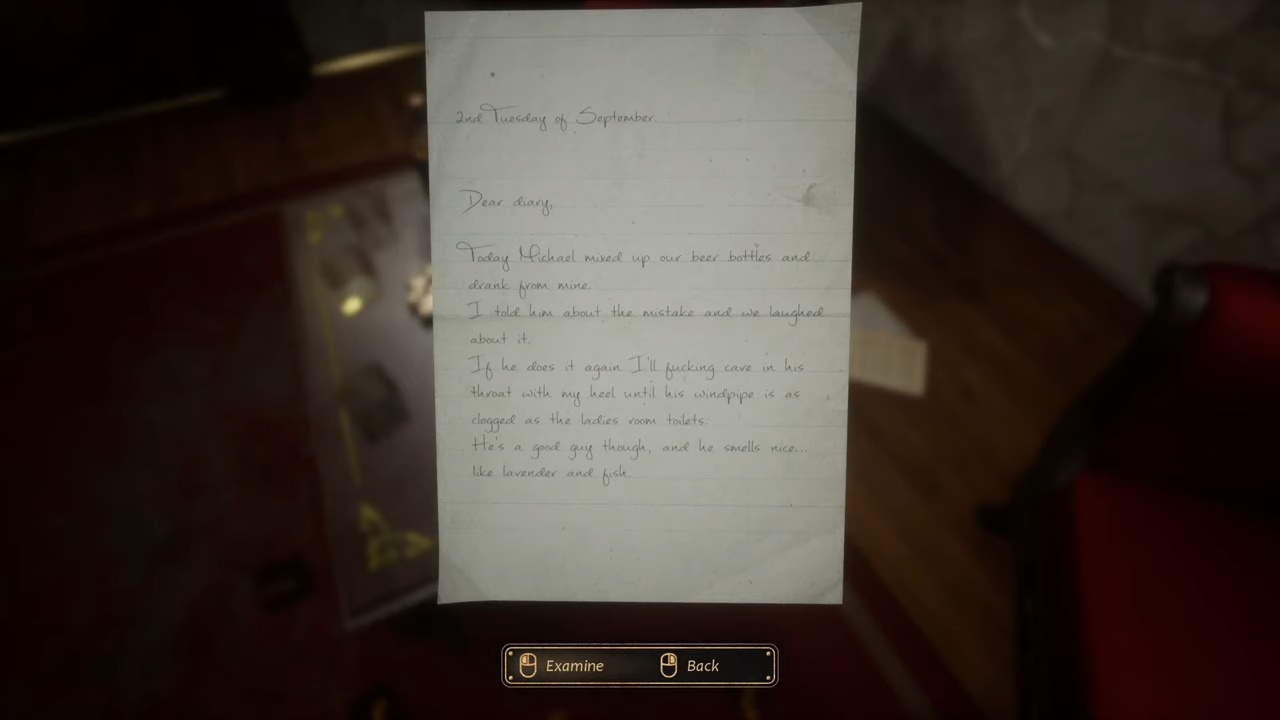 2nd Tuesday of September.
Dear diary,
Today Michael mixed up our beer bottles and
drank from mine.
I told him about the mistake and we laughed
about it.
If he does it again I'll fucking cave in his
throat with my heel until his windpipe is as
clogged as the ladies room toilets.
He's a good guy though, and he smells nice...
like lavender and fish.
Examine Back